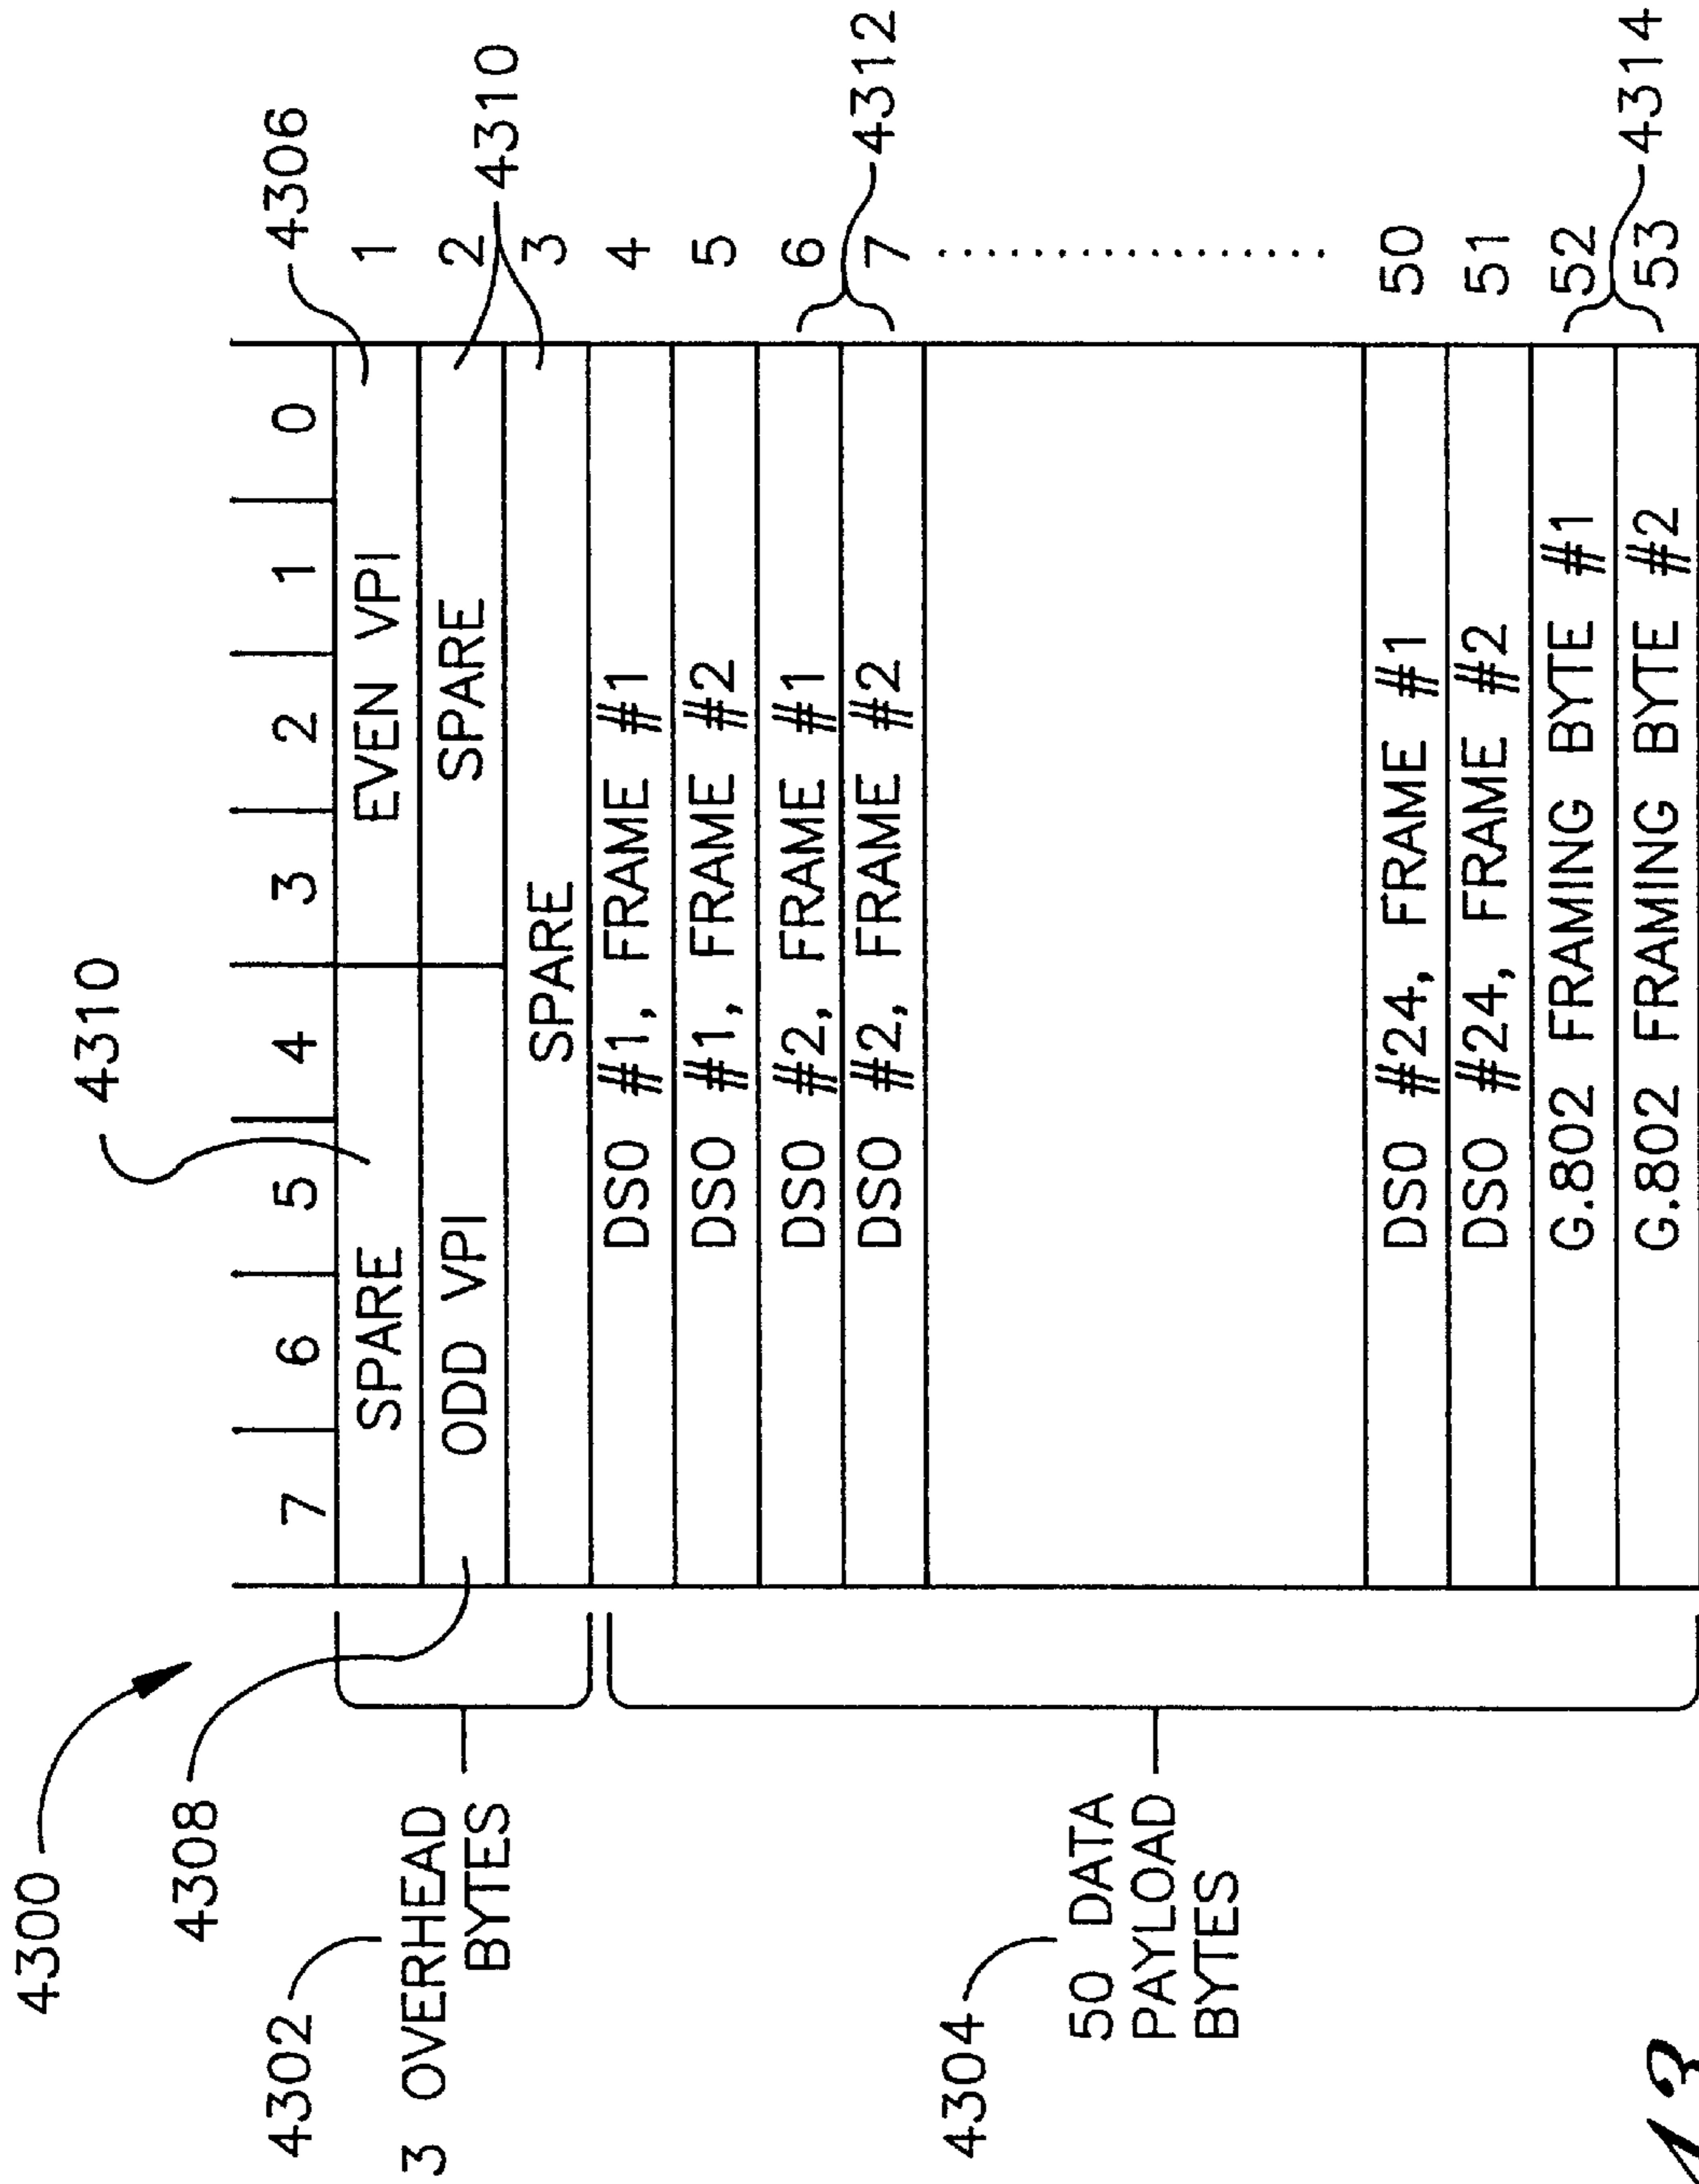 4300
4310
4308
4306
7 6 5 4 3 2 1 0
4302
3 OVERHEAD
BYTES
SPARE EVEN VPI 1
ODD VPI SPARE 2
4310
SPARE 3
DS0 #1, FRAME #1 4
DS0 #1, FRAME #2 5
DS0 #2, FRAME #1 6
DS0 #2, FRAME #2 7
4312
4304
50 DATA
PAYLOAD
BYTES
DS0 #24, FRAME #1 50
DS0 #24, FRAME #2 51
G.802 FRAMING BYTE #1 52
G.802 FRAMING BYTE #2 53
4314